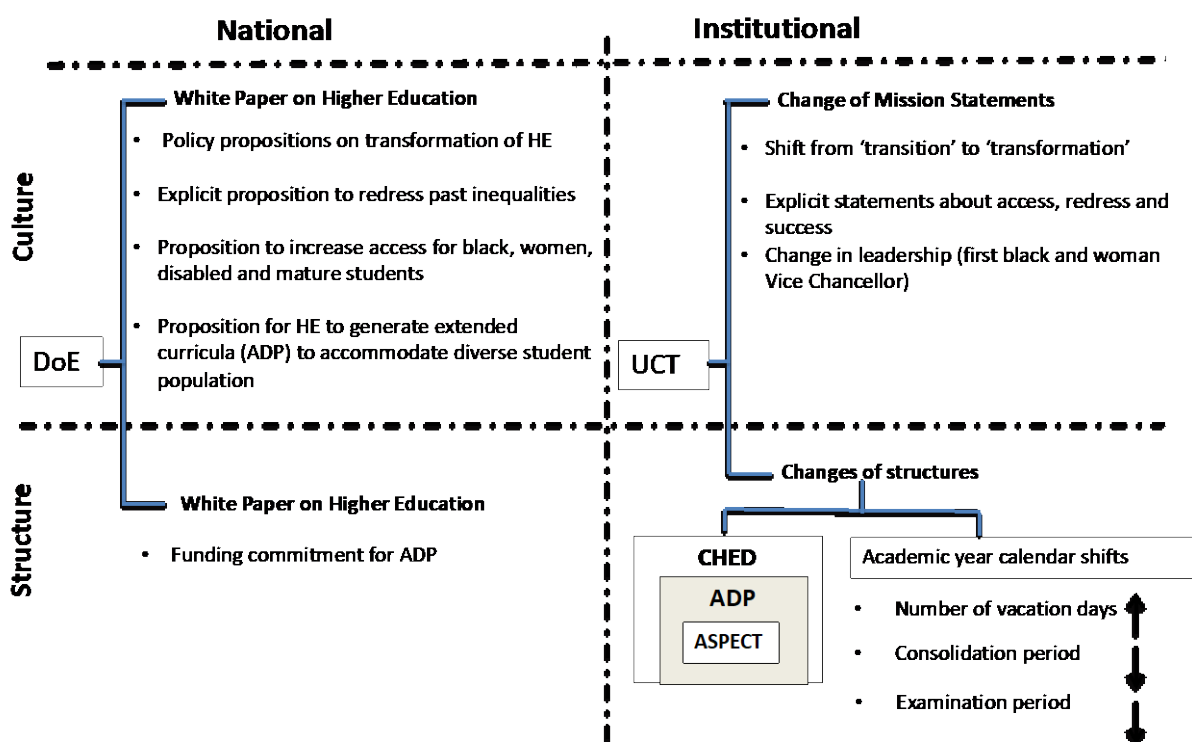 National
Institutional
Culture
White Paper on Higher Education
• Policy propositions on transformation of HE
• Explicit proposition to redress past inequalities
• Proposition to increase access for black, women,
disabled and mature students
• Proposition for HE to generate extended
curricula (ADP) to accommodate diverse student
population
DoE
Change of Mission Statements
• Shift from ‘transition’ to ‘transformation’
• Explicit statements about access, redress and
success
• Change in leadership (first black and woman
Vice Chancellor)
UCT
Structure
White Paper on Higher Education
• Funding commitment for ADP
Changes of structures
CHED
ADP
ASPECT
Academic year calendar shifts
• Number of vacation days
• Consolidation period
• Examination period